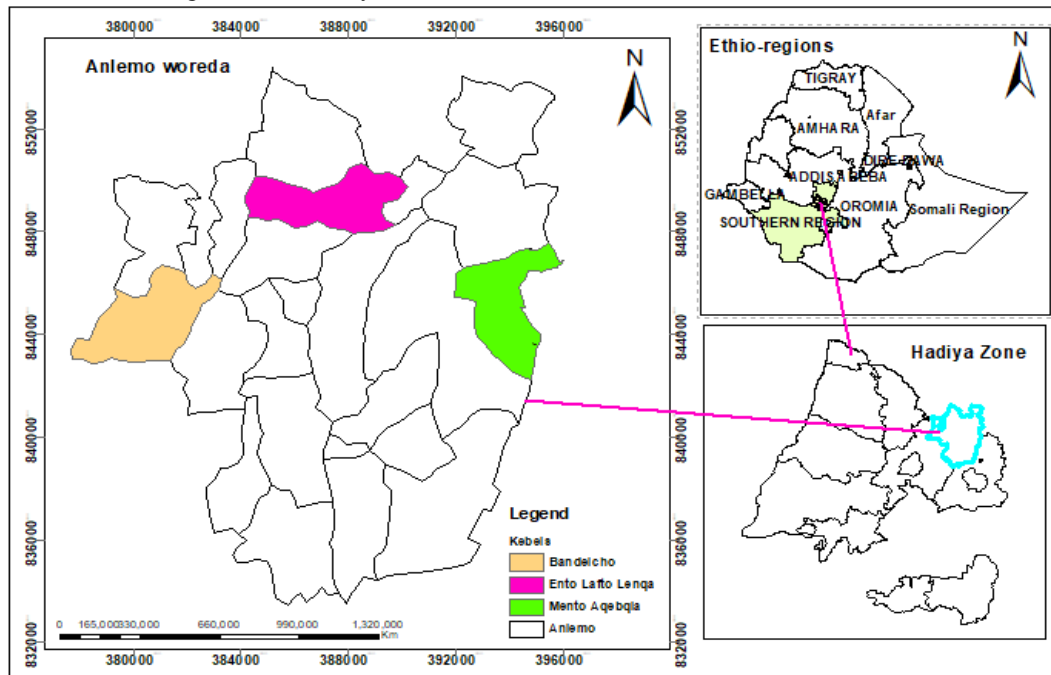 380000 384000 388000 392000 396000
Anlemo woreda
N
852000 848000 844000 840000 836000 832000
852000 848000 844000 840000 836000 832000
Legend
Kebels
Bandelcho
Ento Lafto Lenqa
Mento Aqebqla
Anlemo
0 165,000 330,000 660,000 990,000 1,320,000
Km
380000 384000 388000 392000 396000
Ethio-regions
N
TIGRAY
Afar
AMHARA
DIRE DAWA
ADDIS ABEBA
GAMBELLA
OROMIA
Somali Region
SOUTHERN REGION
Hadiya Zone